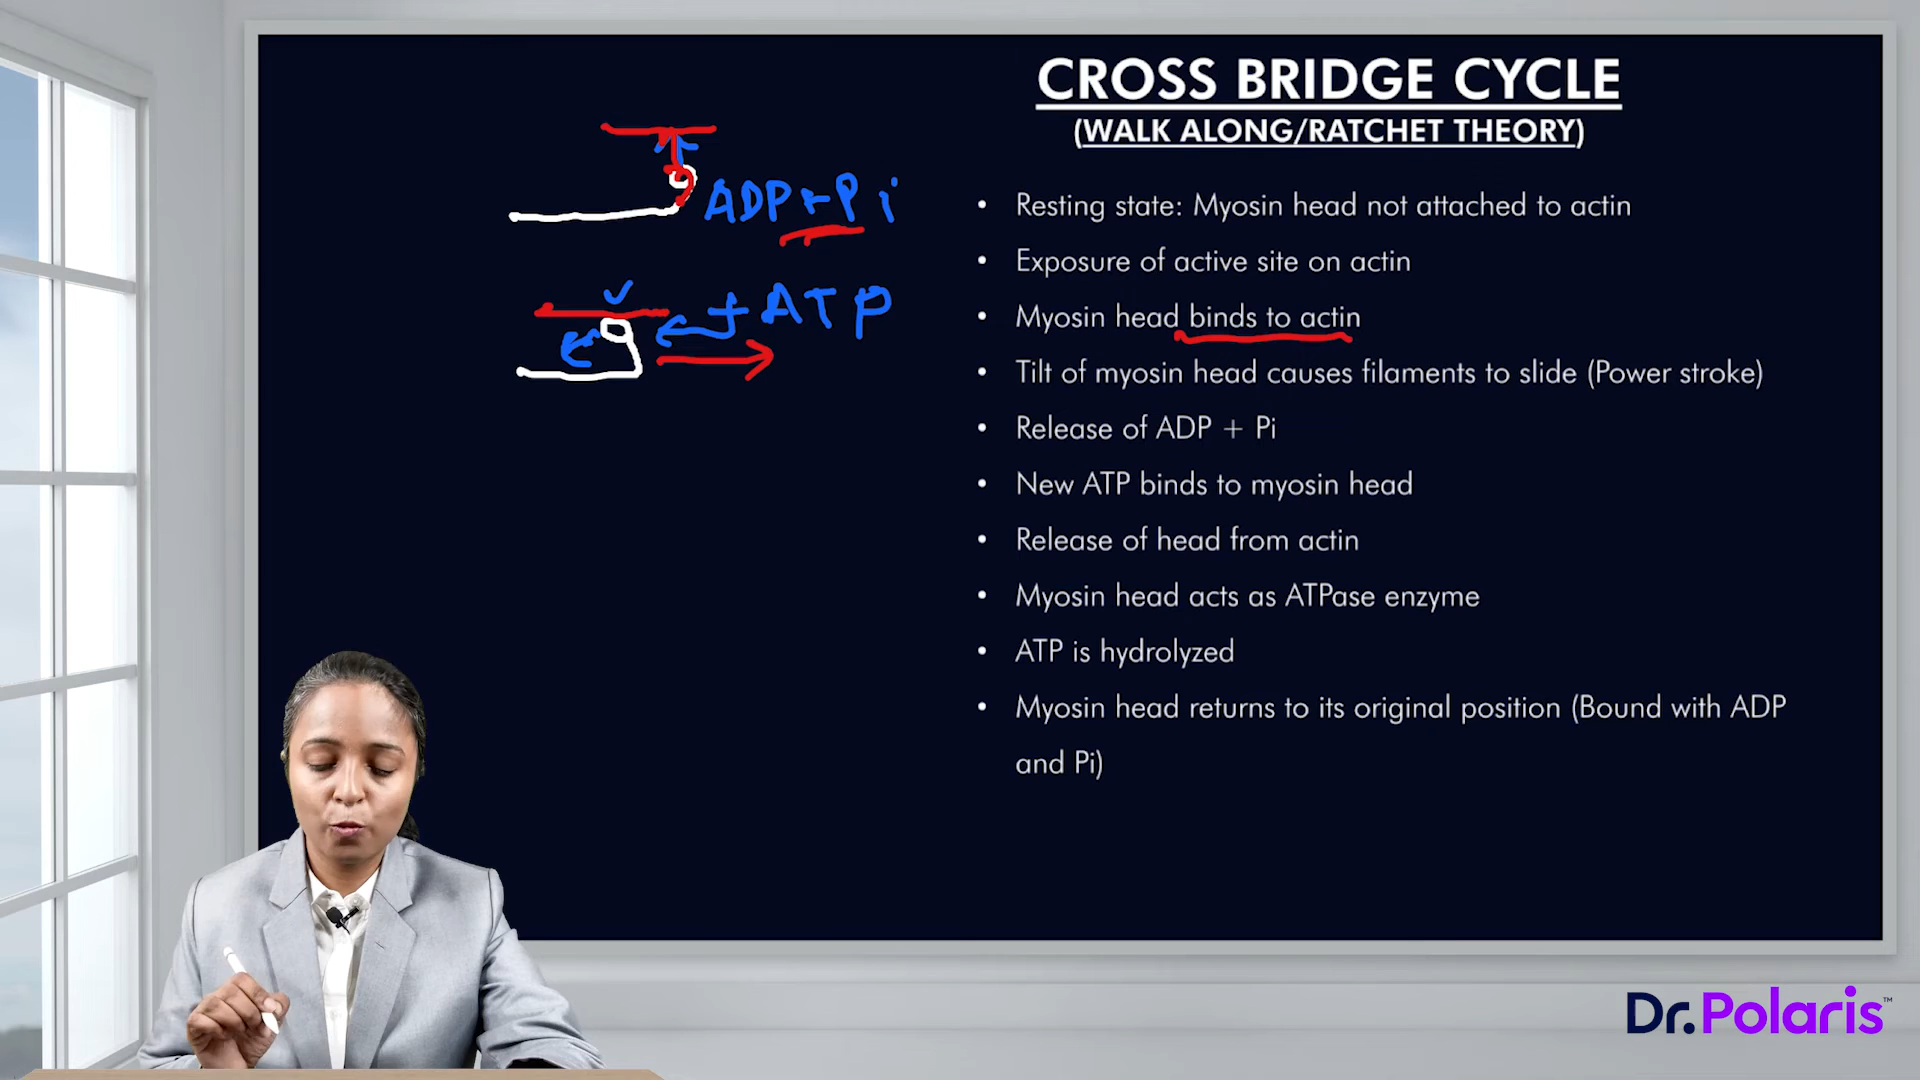 CROSS BRIDGE CYCLE
(WALK ALONG/RATCHET THEORY)
ADP+Pi
+ATP
• Resting state: Myosin head not attached to actin
• Exposure of active site on actin
• Myosin head binds to actin
• Tilt of myosin head causes filaments to slide (Power stroke)
• Release of ADP + Pi
• New ATP binds to myosin head
• Release of head from actin
• Myosin head acts as ATPase enzyme
• ATP is hydrolyzed
• Myosin head returns to its original position (Bound with ADP
and Pi)
Dr.Polaris™